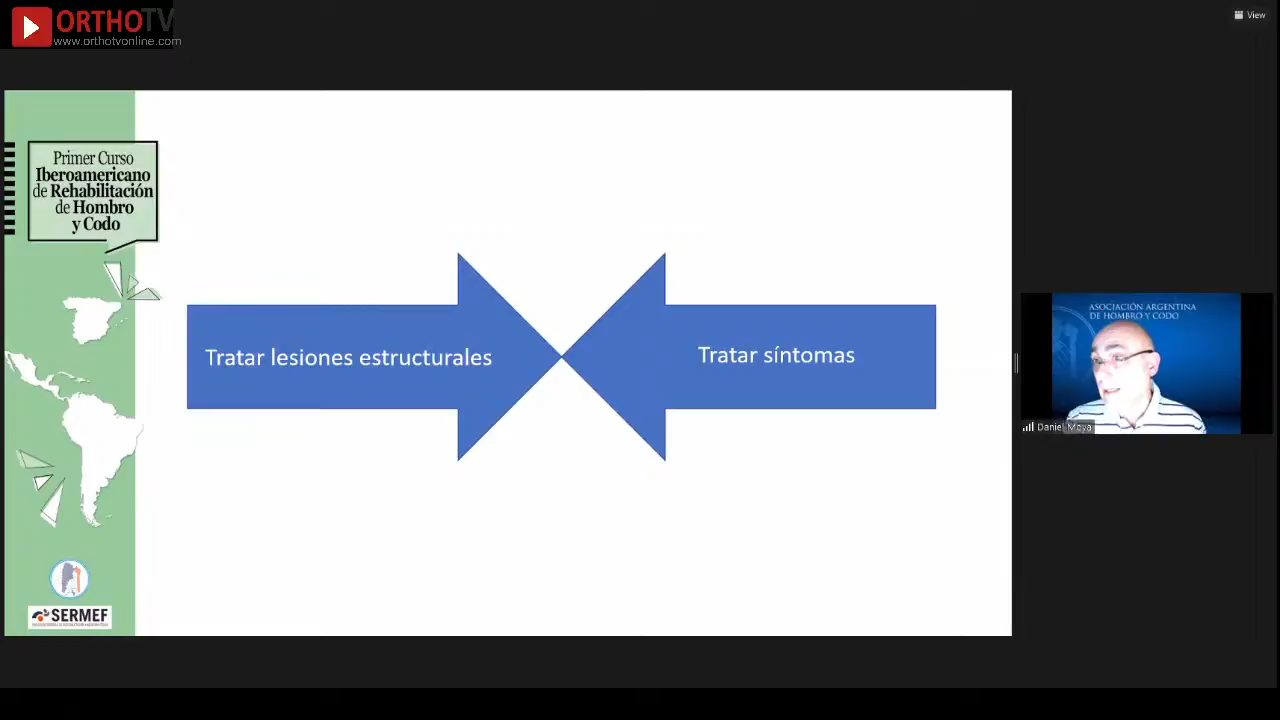 ORTHOTV
www.orthotvonline.com
View
Primer Curso
Iberoamericano
de Rehabilitación
de Hombro
y Codo
Tratar lesiones estructurales
Tratar síntomas
ASOCIACIÓN ARGENTINA
DE HOMBRO Y CODO
Daniel Moya
SERMEF